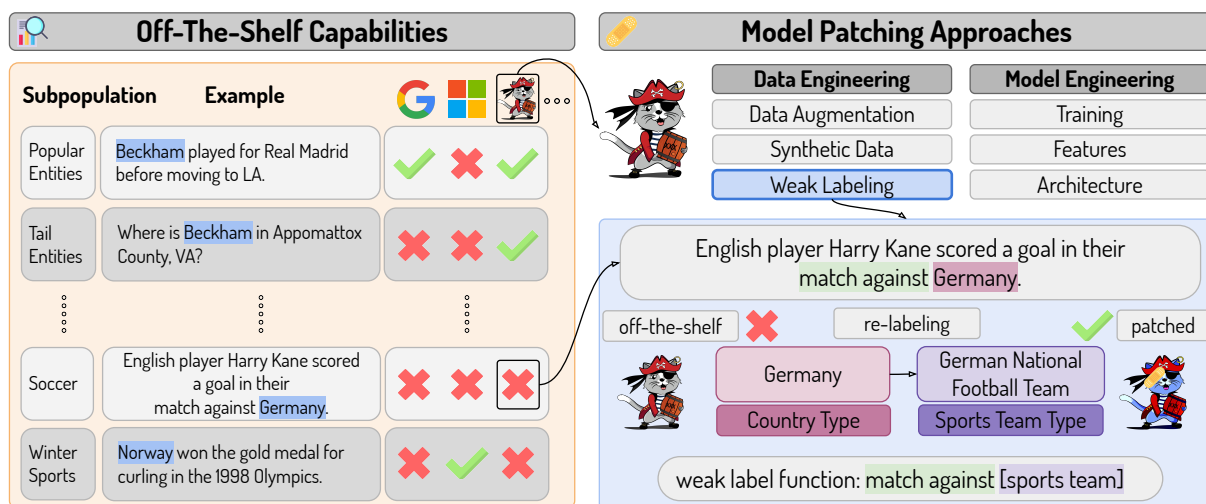 Off-The-Shelf Capabilities
Subpopulation
Example
Popular
Entities
Beckham played for Real Madrid
before moving to LA.
Tail
Entities
Where is Beckham in Appomattox
County, VA?
Soccer
English player Harry Kane scored
a goal in their
match against Germany.
Winter
Sports
Norway won the gold medal for
curling in the 1998 Olympics.
Model Patching Approaches
Data Engineering
Data Augmentation
Synthetic Data
Weak Labeling
Model Engineering
Training
Features
Architecture
English player Harry Kane scored a goal in their
match against Germany.
off-the-shelf
re-labeling
patched
Germany
Country Type
German National
Football Team
Sports Team Type
weak label function: match against [sports team]